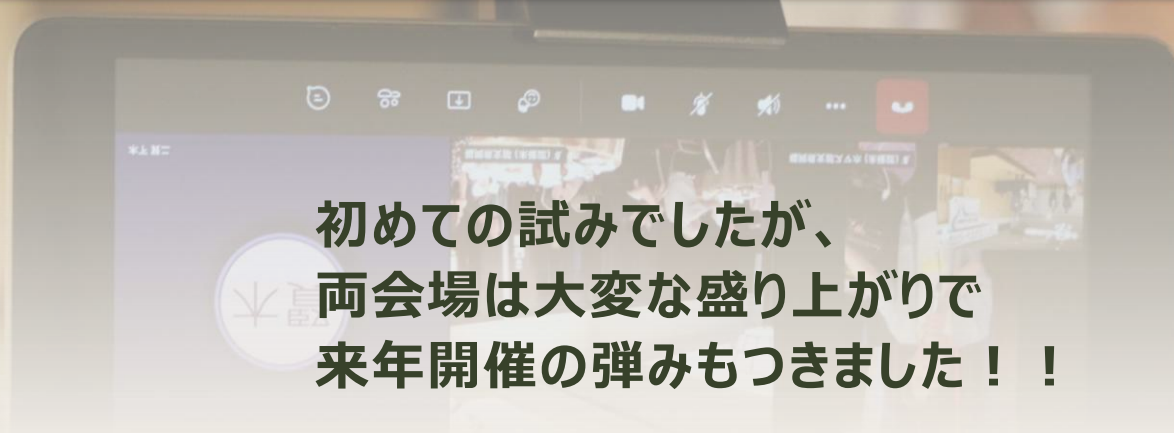 初めての試みでしたが、
両会場は大変な盛り上がりで
来年開催の弾みもつきました！！